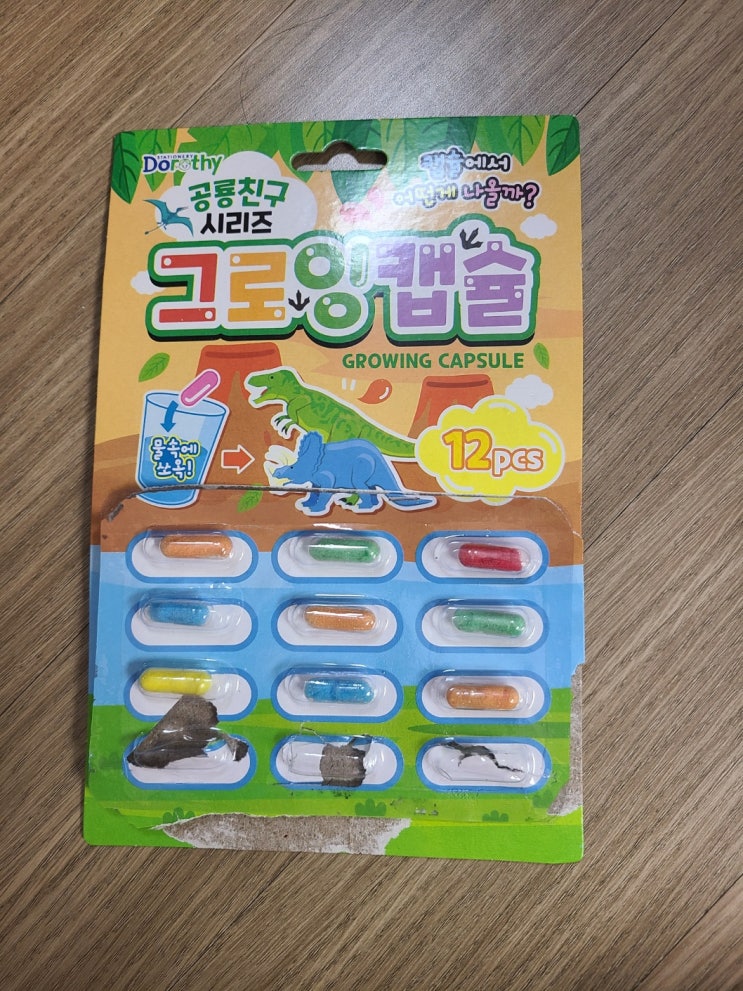 STATIONERY
Dorothy
공룡친구
시리즈
캡슐에서
어떻게 나올까?
그로잉캡슐
GROWING CAPSULE
물속에
쏘옥!
12pcs